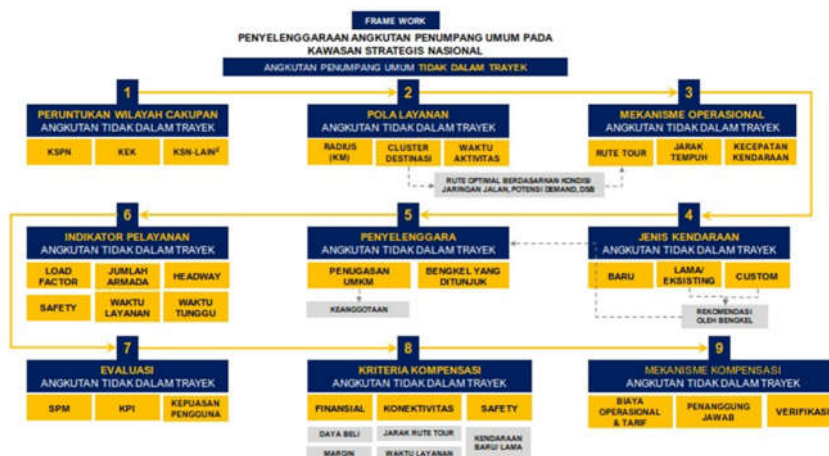 FRAME WORK
PENYELENGGARAAN ANGKUTAN PENUMPANG UMUM PADA
KAWASAN STRATEGIS NASIONAL
ANGKUTAN PENUMPANG UMUM TIDAK DALAM TRAYEK
1
PERUNTUKAN WILAYAH CAKUPAN
ANGKUTAN TIDAK DALAM TRAYEK
KSPN
KEK
KSN-LAIN²
2
POLA LAYANAN
ANGKUTAN TIDAK DALAM TRAYEK
RADIUS
(KM)
CLUSTER
DESTINASI
WAKTU
AKTIVITAS
RUTE OPTIMAL BERDASARKAN KONDISI
JARINGAN JALAN, POTENSI DEMAND, DSB
3
MEKANISME OPERASIONAL
ANGKUTAN TIDAK DALAM TRAYEK
RUTE TOUR
JARAK
TEMPUH
KECEPATAN
KENDARAAN
4
JENIS KENDARAAN
ANGKUTAN TIDAK DALAM TRAYEK
BARU
LAMA/
EKSISTING
CUSTOM
REKOMENDASI
OLEH BENGKEL
5
PENYELENGGARA
ANGKUTAN TIDAK DALAM TRAYEK
PENUGASAN
UMKM
BENGKEL YANG
DITUNJUK
KEANGGOTAAN
6
INDIKATOR PELAYANAN
ANGKUTAN TIDAK DALAM TRAYEK
LOAD
FACTOR
JUMLAH
ARMADA
HEADWAY
SAFETY
WAKTU
LAYANAN
WAKTU
TUNGGU
7
EVALUASI
ANGKUTAN TIDAK DALAM TRAYEK
SPM
KPI
KEPUASAN
PENGGUNA
8
KRITERIA KOMPENSASI
ANGKUTAN TIDAK DALAM TRAYEK
FINANSIAL
KONEKTIVITAS
SAFETY
DAYA BELI
JARAK RUTE TOUR
KENDARAAN
BARU/ LAMA
MARGIN
WAKTU LAYANAN
9
MEKANISME KOMPENSASI
ANGKUTAN TIDAK DALAM TRAYEK
BIAYA
OPERASIONAL
& TARIF
PENANGGUNG
JAWAB
VERIFIKASI